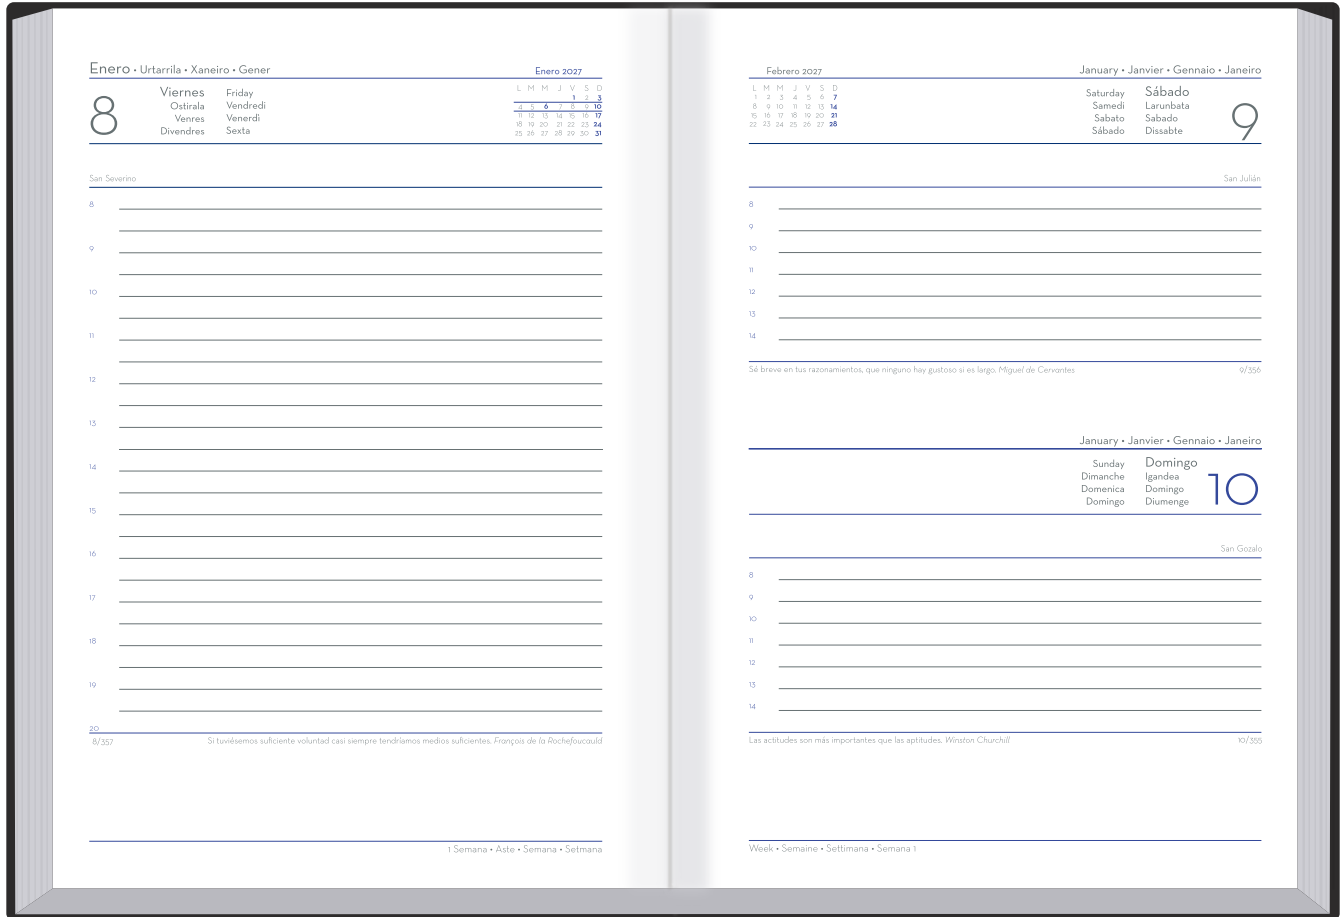 Enero • Urtarrila • Xaneiro • Gener
Enero 2027
8
Viernes Friday
Ostirala Vendredi
Venres Venerdì
Divendres Sexta
L M M J V S D
1 2 3
4 5 6 7 8 9 10
11 12 13 14 15 16 17
18 19 20 21 22 23 24
25 26 27 28 29 30 31
San Severino
8
9
10
11
12
13
14
15
16
17
18
19
20
8/357 Si tuviésemos suficiente voluntad casi siempre tendríamos medios suficientes. François de la Rochefoucauld
1 Semana • Aste • Semana • Setmana
Febrero 2027
January • Janvier • Gennaio • Janeiro
L M M J V S D
1 2 3 4 5 6 7
8 9 10 11 12 13 14
15 16 17 18 19 20 21
22 23 24 25 26 27 28
Saturday Sábado
Samedi Larunbata
Sabato Sabado
Sábado Dissabte
9
San Julián
8
9
10
11
12
13
14
Sé breve en tus razonamientos, que ninguno hay gustoso si es largo. Miguel de Cervantes 9/356
January • Janvier • Gennaio • Janeiro
Sunday Domingo
Dimanche Igandea
Domenica Domingo
Domingo Diumenge
10
San Gozalo
8
9
10
11
12
13
14
Las actitudes son más importantes que las aptitudes. Winston Churchill 10/355
Week • Semaine • Settimana • Semana 1